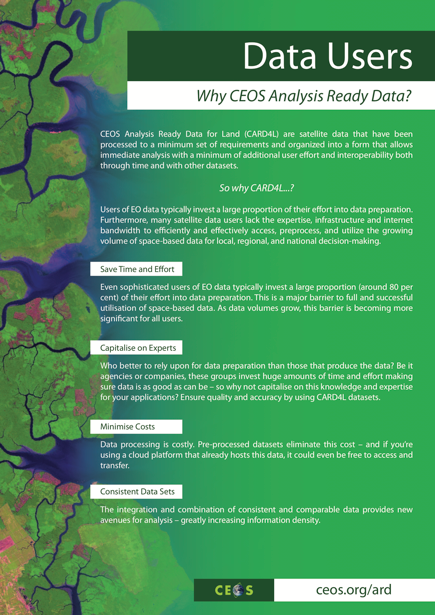 Data Users
Why CEOS Analysis Ready Data?
CEOS Analysis Ready Data for Land (CARD4L) are satellite data that have been
processed to a minimum set of requirements and organized into a form that allows
immediate analysis with a minimum of additional user effort and interoperability both
through time and with other datasets.
So why CARD4L...?
Users of EO data typically invest a large proportion of their effort into data preparation.
Furthermore, many satellite data users lack the expertise, infrastructure and internet
bandwidth to efficiently and effectively access, preprocess, and utilize the growing
volume of space-based data for local, regional, and national decision-making.
Save Time and Effort
Even sophisticated users of EO data typically invest a large proportion (around 80 per
cent) of their effort into data preparation. This is a major barrier to full and successful
utilisation of space-based data. As data volumes grow, this barrier is becoming more
significant for all users.
Capitalise on Experts
Who better to rely upon for data preparation than those that produce the data? Be it
agencies or companies, these groups invest huge amounts of time and effort making
sure data is as good as can be – so why not capitalise on this knowledge and expertise
for your applications? Ensure quality and accuracy by using CARD4L datasets.
Minimise Costs
Data processing is costly. Pre-processed datasets eliminate this cost – and if you're
using a cloud platform that already hosts this data, it could even be free to access and
transfer.
Consistent Data Sets
The integration and combination of consistent and comparable data provides new
avenues for analysis – greatly increasing information density.
CEOS
ceos.org/ard